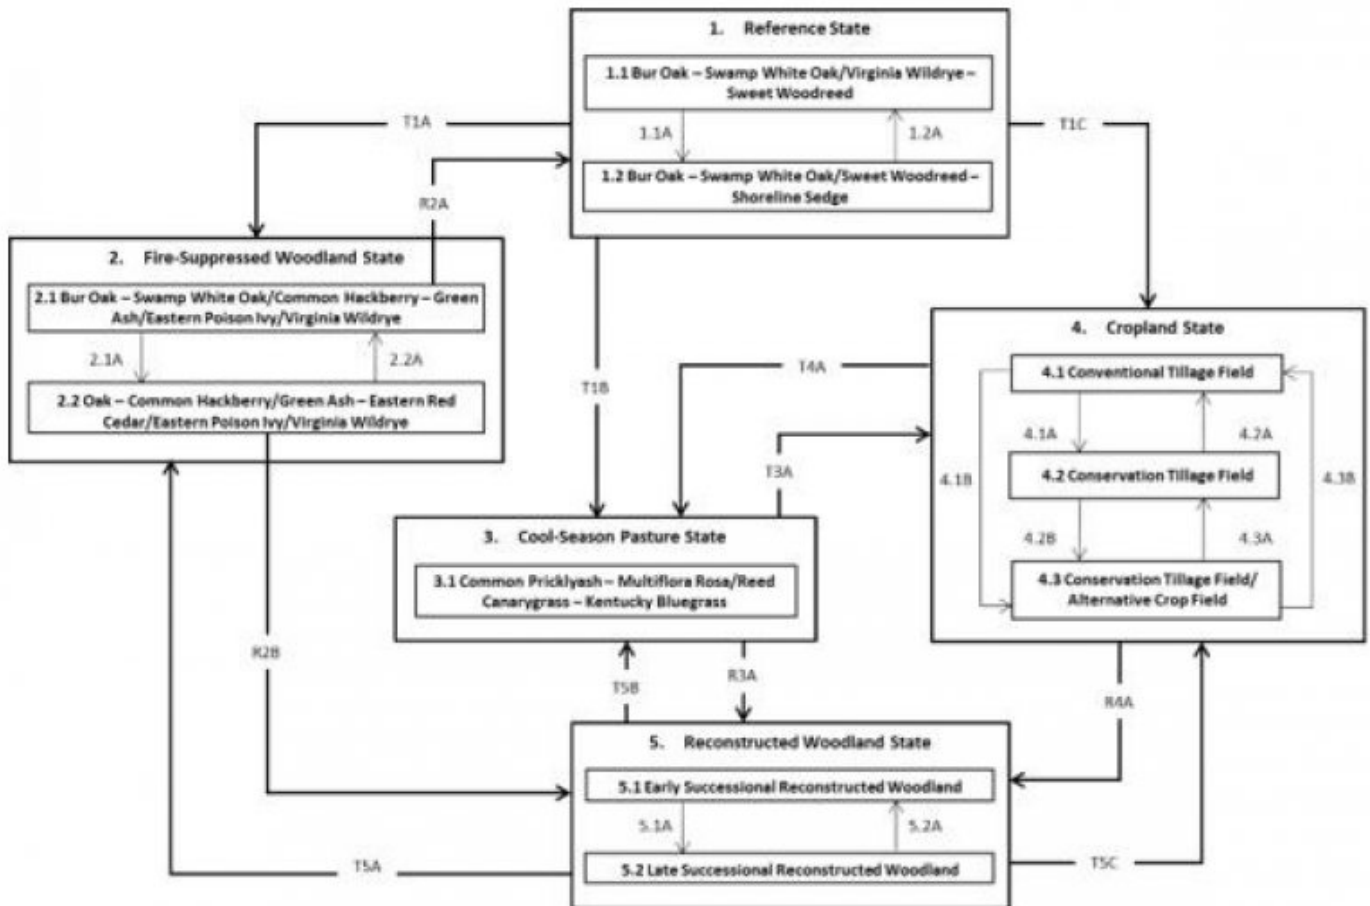 1. Reference State
1.1 Bur Oak – Swamp White Oak/Virginia Wildrye –
Sweet Woodreed
1.1A
1.2A
1.2 Bur Oak – Swamp White Oak/Sweet Woodreed –
Shoreline Sedge
T1A
T1C
R2A
2. Fire-Suppressed Woodland State
2.1 Bur Oak – Swamp White Oak/Common Hackberry – Green
Ash/Eastern Poison Ivy/Virginia Wildrye
2.1A
2.2A
2.2 Oak – Common Hackberry/Green Ash – Eastern Red
Cedar/Eastern Poison Ivy/Virginia Wildrye
T1B
T4A
T3A
4. Cropland State
4.1 Conventional Tillage Field
4.1A
4.2A
4.1B
4.3B
4.2 Conservation Tillage Field
4.2B
4.3A
4.3 Conservation Tillage Field/
Alternative Crop Field
3. Cool-Season Pasture State
3.1 Common Pricklyash – Multiflora Rosa/Reed
Canarygrass – Kentucky Bluegrass
R2B
T5B
R3A
R4A
5. Reconstructed Woodland State
5.1 Early Successional Reconstructed Woodland
5.1A
5.2A
5.2 Late Successional Reconstructed Woodland
T5A
T5C